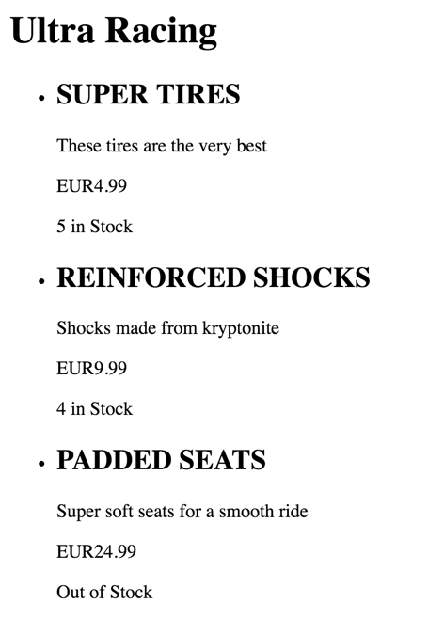 Ultra Racing
SUPER TIRES
These tires are the very best
EUR4.99
5 in Stock
REINFORCED SHOCKS
Shocks made from kryptonite
EUR9.99
4 in Stock
PADDED SEATS
Super soft seats for a smooth ride
EUR24.99
Out of Stock